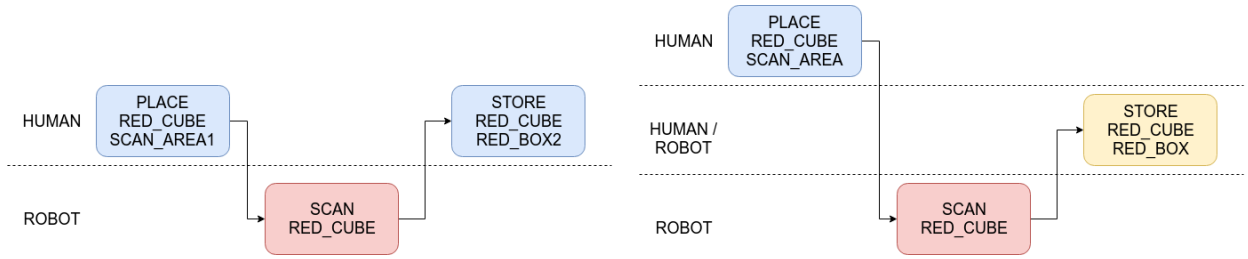 HUMAN
PLACE
RED_CUBE
SCAN_AREA1
STORE
RED_CUBE
RED_BOX2
ROBOT
SCAN
RED_CUBE
HUMAN
PLACE
RED_CUBE
SCAN_AREA
HUMAN /
ROBOT
STORE
RED_CUBE
RED_BOX
ROBOT
SCAN
RED_CUBE